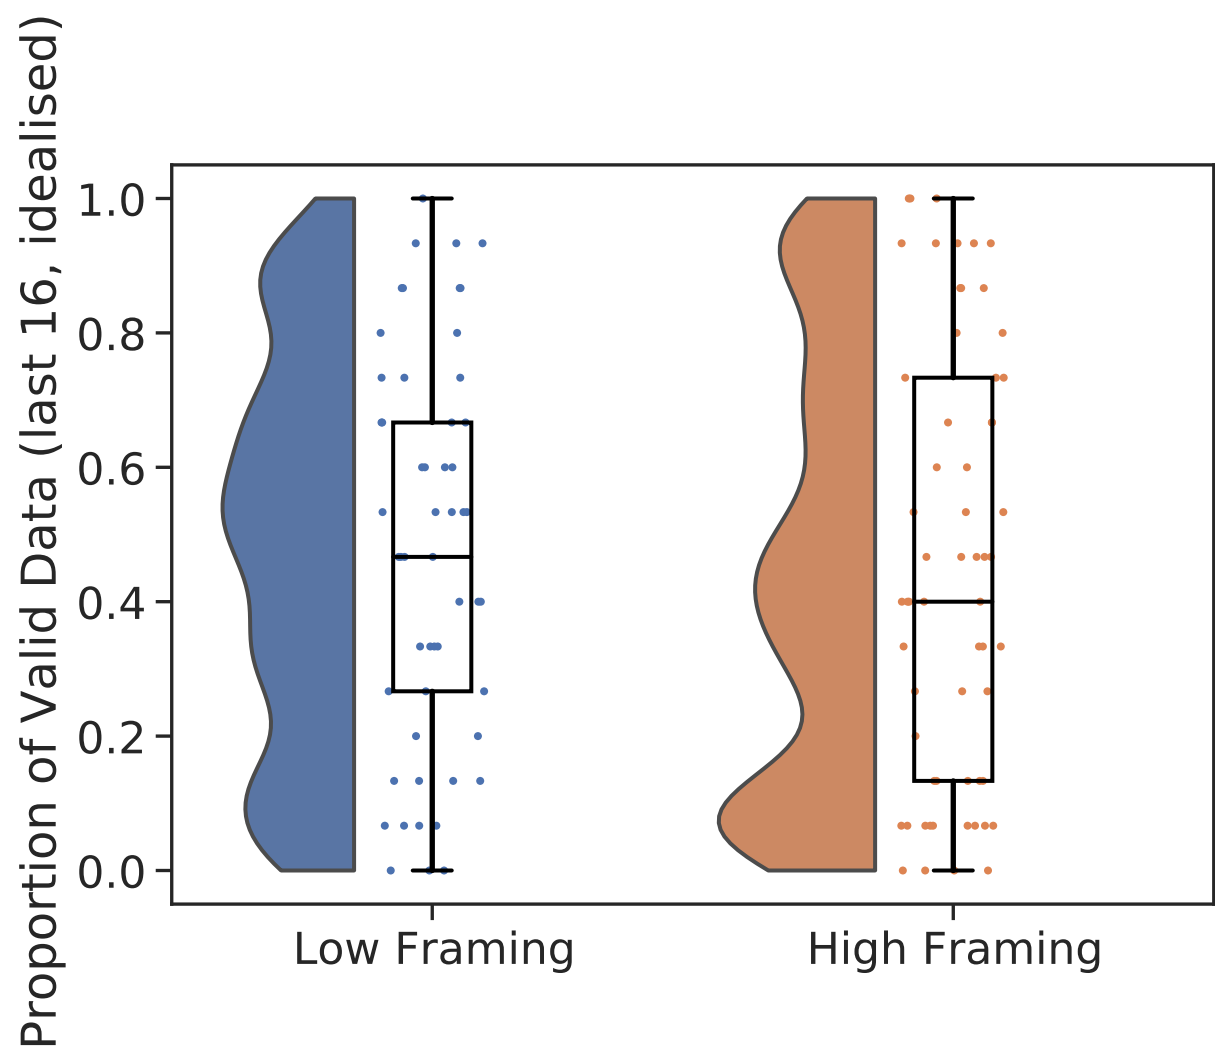 Proportion of Valid Data (last 16, idealised)
1.0
0.8
0.6
0.4
0.2
0.0
Low Framing
High Framing